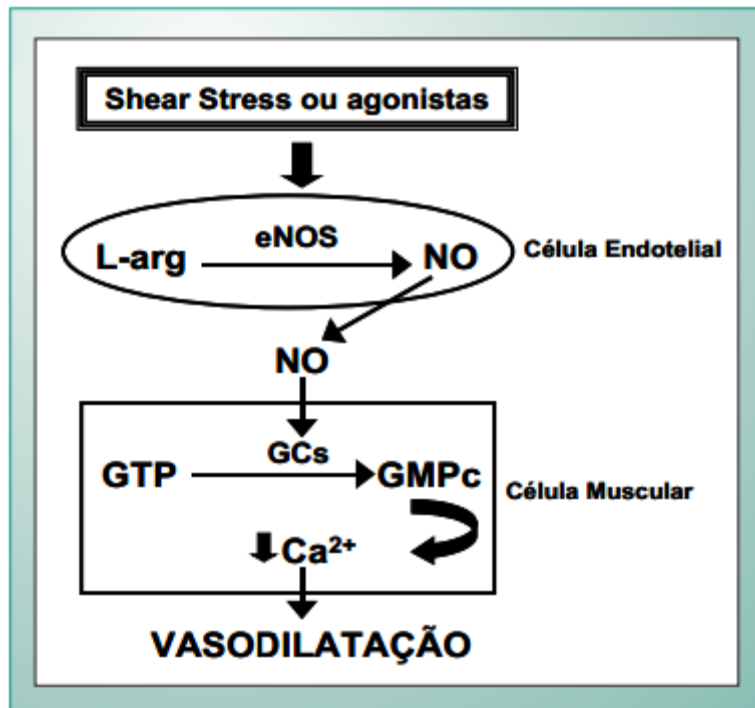 Shear Stress ou agonistas
eNOS
L-arg NO
Célula Endotelial
NO
GCs
GTP GMPc
Célula Muscular
Ca²⁺
VASODILATAÇÃO